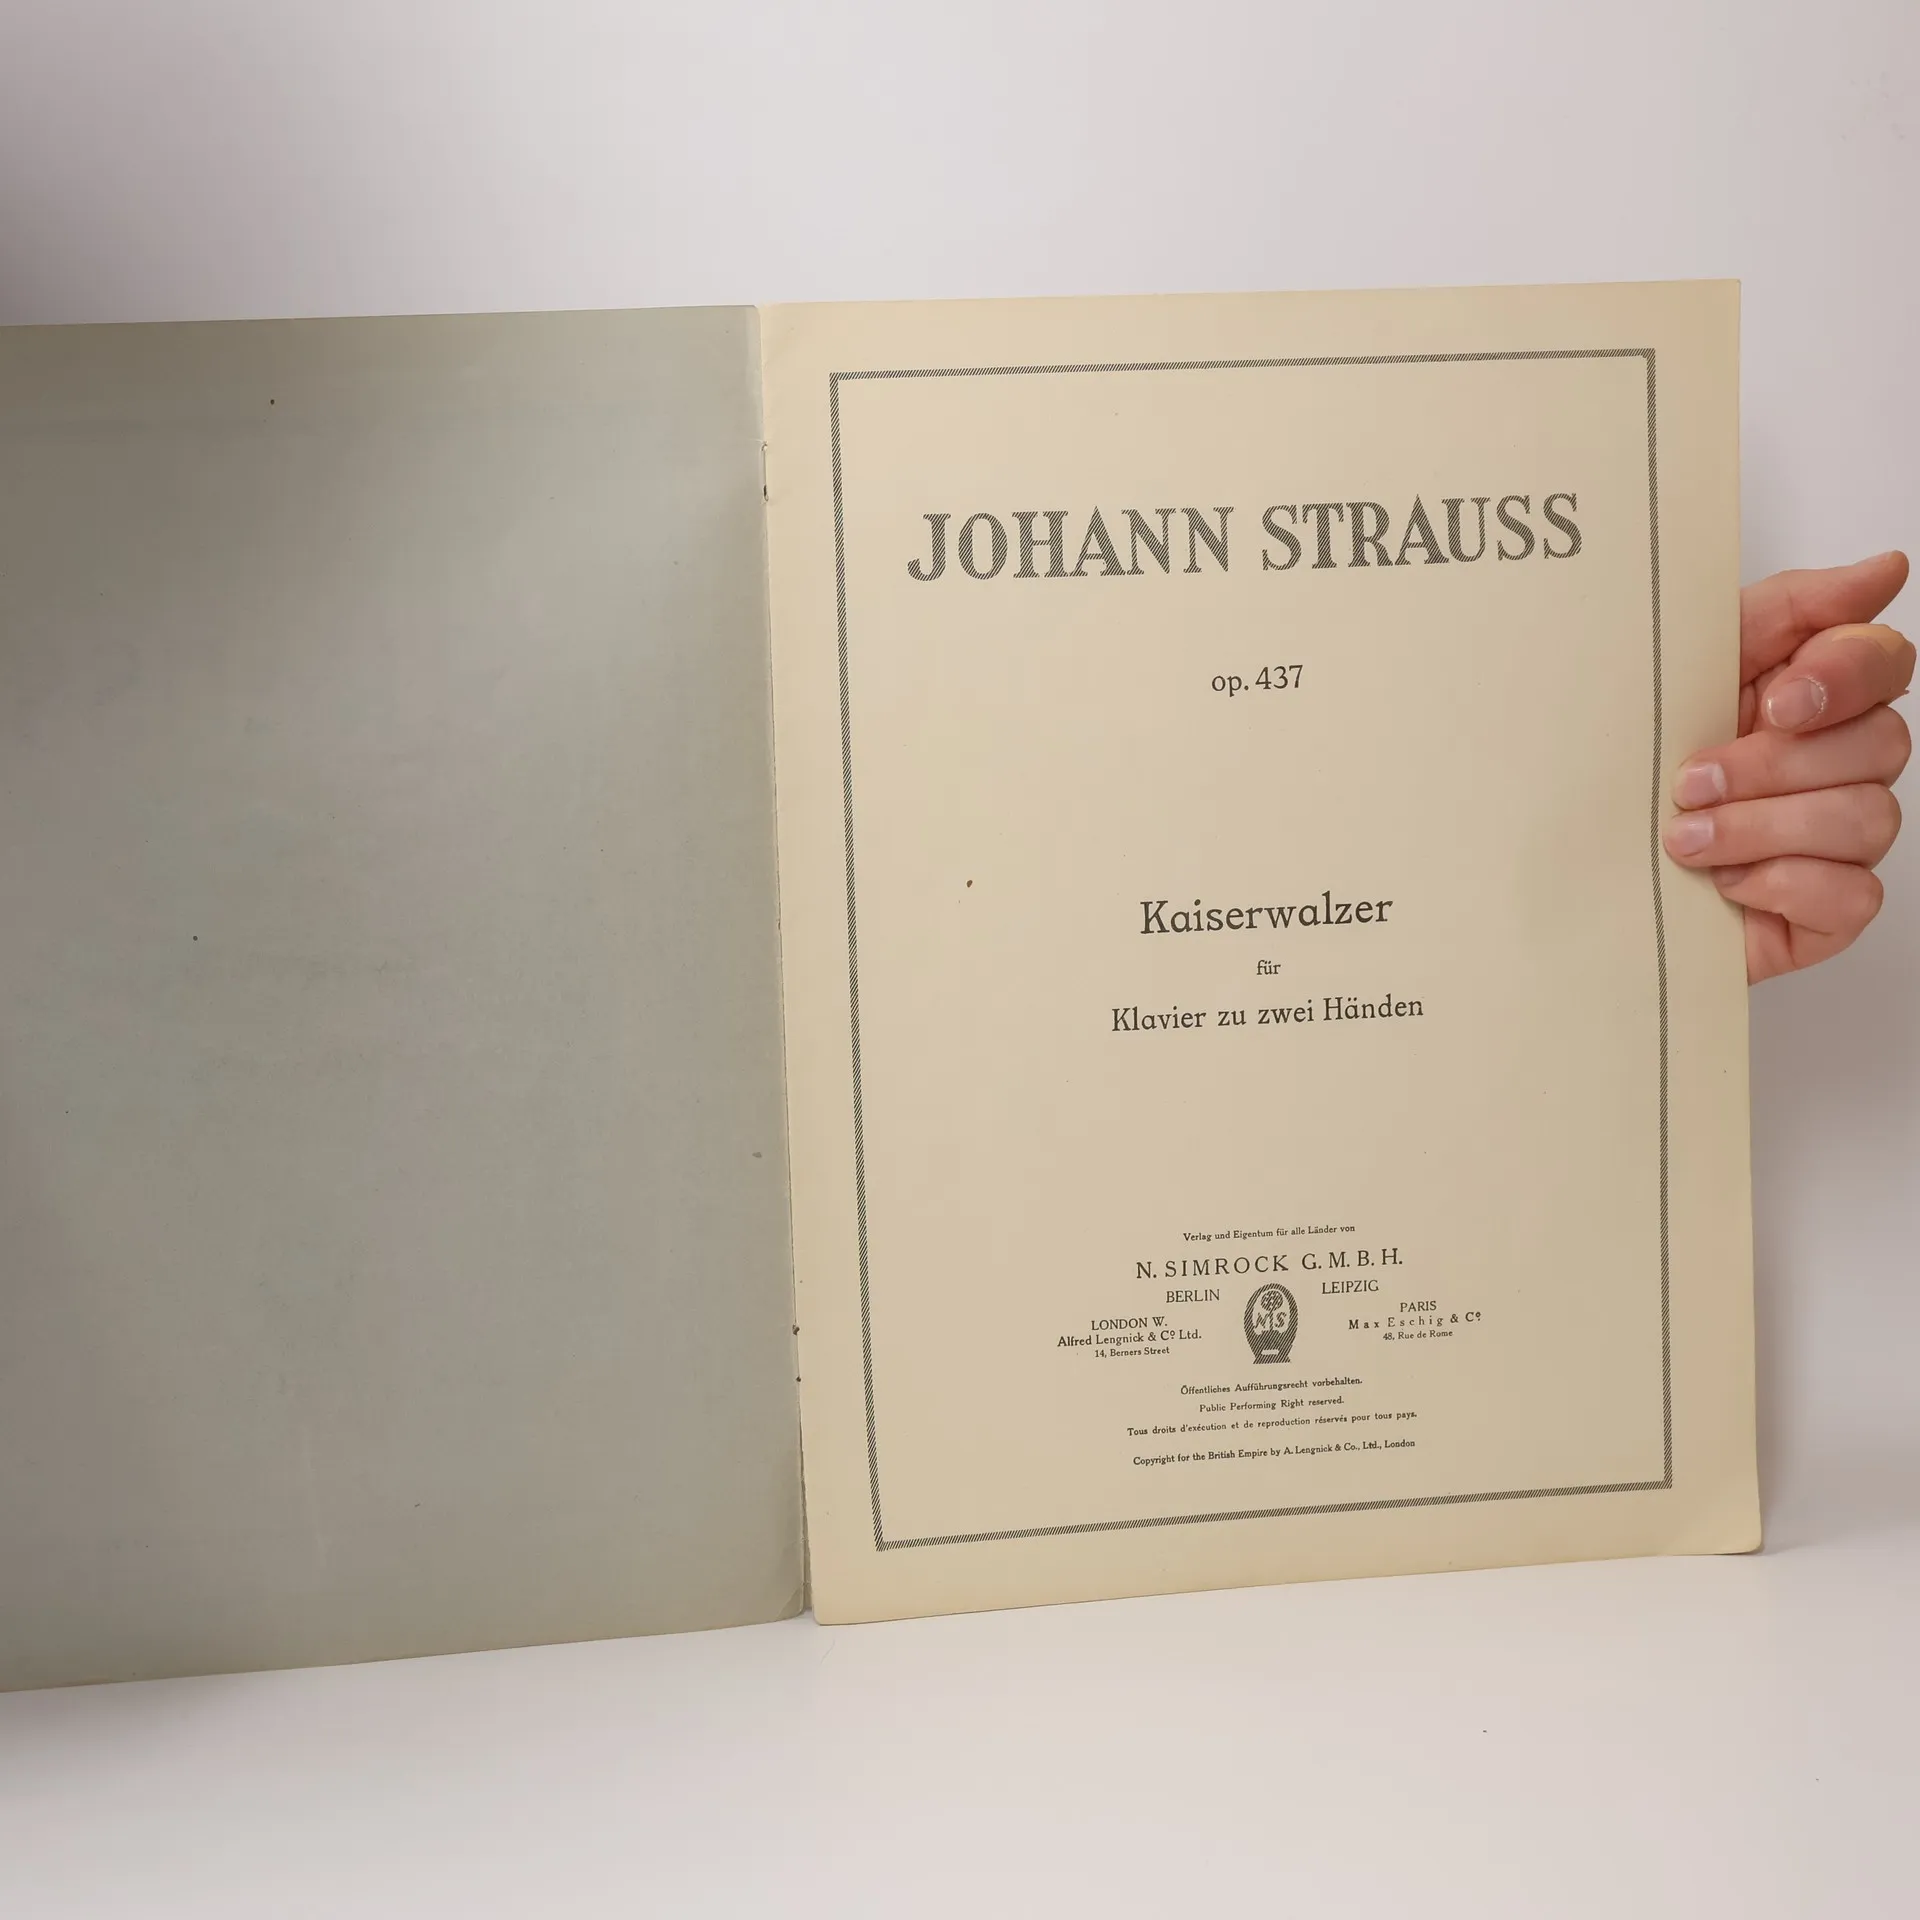 JOHANN STRAUSS
op. 437
Kaiserwalzer
für
Klavier zu zwei Händen
Verlag und Eigentum für alle Länder von
N. SIMROCK G. M. B. H.
BERLIN LEIPZIG
LONDON W.
Alfred Lengnick & Cº Ltd.
14, Berners Street
NS
PARIS
Max Eschig & Cº
48, Rue de Rome
Öffentliches Aufführungsrecht vorbehalten.
Public Performing Right reserved.
Tous droits d'exécution et de reproduction réservés pour tous pays.
Copyright for the British Empire by A. Lengnick & Co., Ltd., London